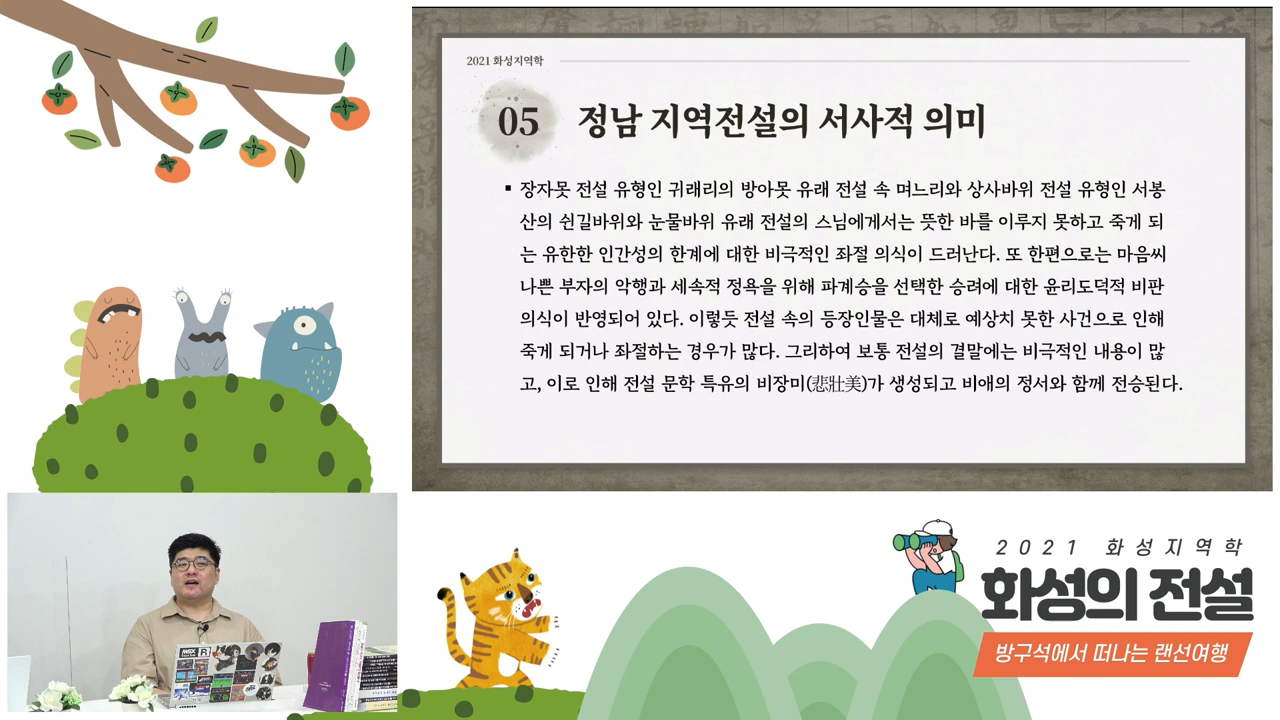 2021 화성지역학
05 정남 지역전설의 서사적 의미
▪ 장자못 전설 유형인 귀래리의 방아못 유래 전설 속 며느리와 상사바위 전설 유형인 서봉
산의 쉰길바위와 눈물바위 유래 전설의 스님에게서는 뜻한 바를 이루지 못하고 죽게 되
는 유한한 인간성의 한계에 대한 비극적인 좌절 의식이 드러난다. 또 한편으로는 마음씨
나쁜 부자의 악행과 세속적 정욕을 위해 파계승을 선택한 승려에 대한 윤리도덕적 비판
의식이 반영되어 있다. 이렇듯 전설 속의 등장인물은 대체로 예상치 못한 사건으로 인해
죽게 되거나 좌절하는 경우가 많다. 그리하여 보통 전설의 결말에는 비극적인 내용이 많
고, 이로 인해 전설 문학 특유의 비장미(悲壯美)가 생성되고 비애의 정서와 함께 전승된다.
2021 화성지역학
화성의 전설
방구석에서 떠나는 랜선여행
MSX